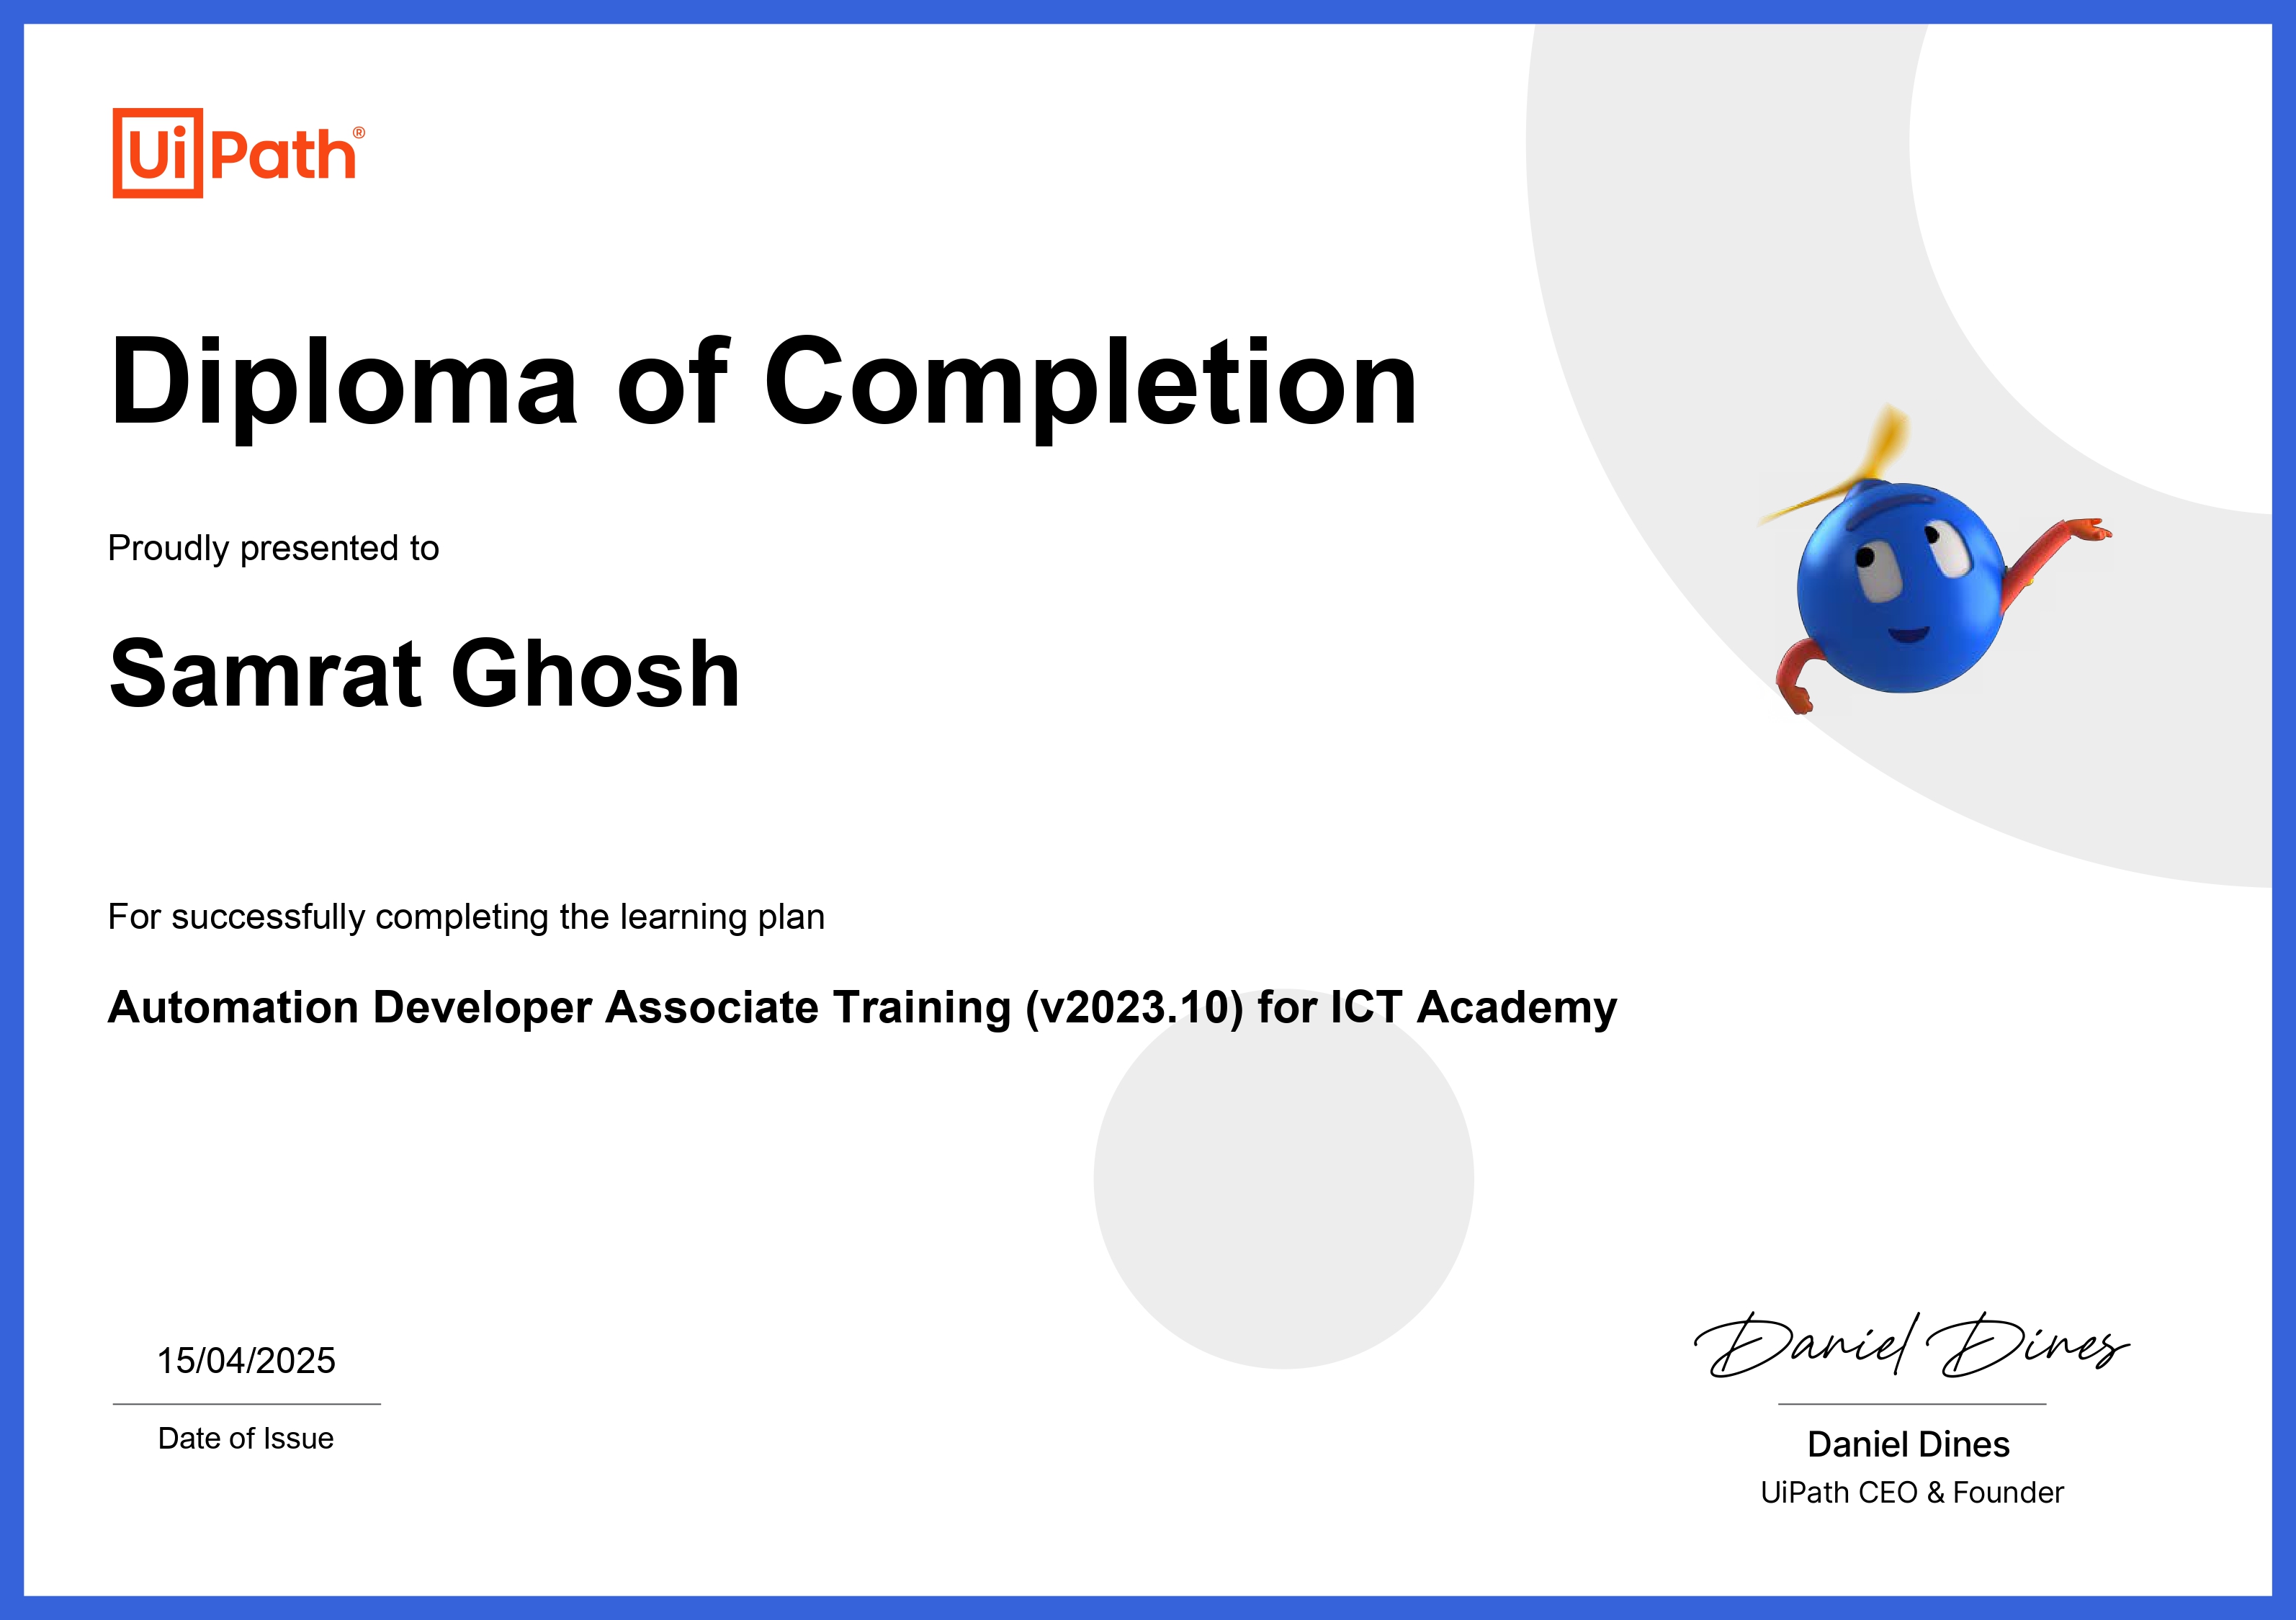 UiPath®
Diploma of Completion
Proudly presented to
Samrat Ghosh
For successfully completing the learning plan
Automation Developer Associate Training (v2023.10) for ICT Academy
15/04/2025
Date of Issue
Daniel Dines
Daniel Dines
UiPath CEO & Founder